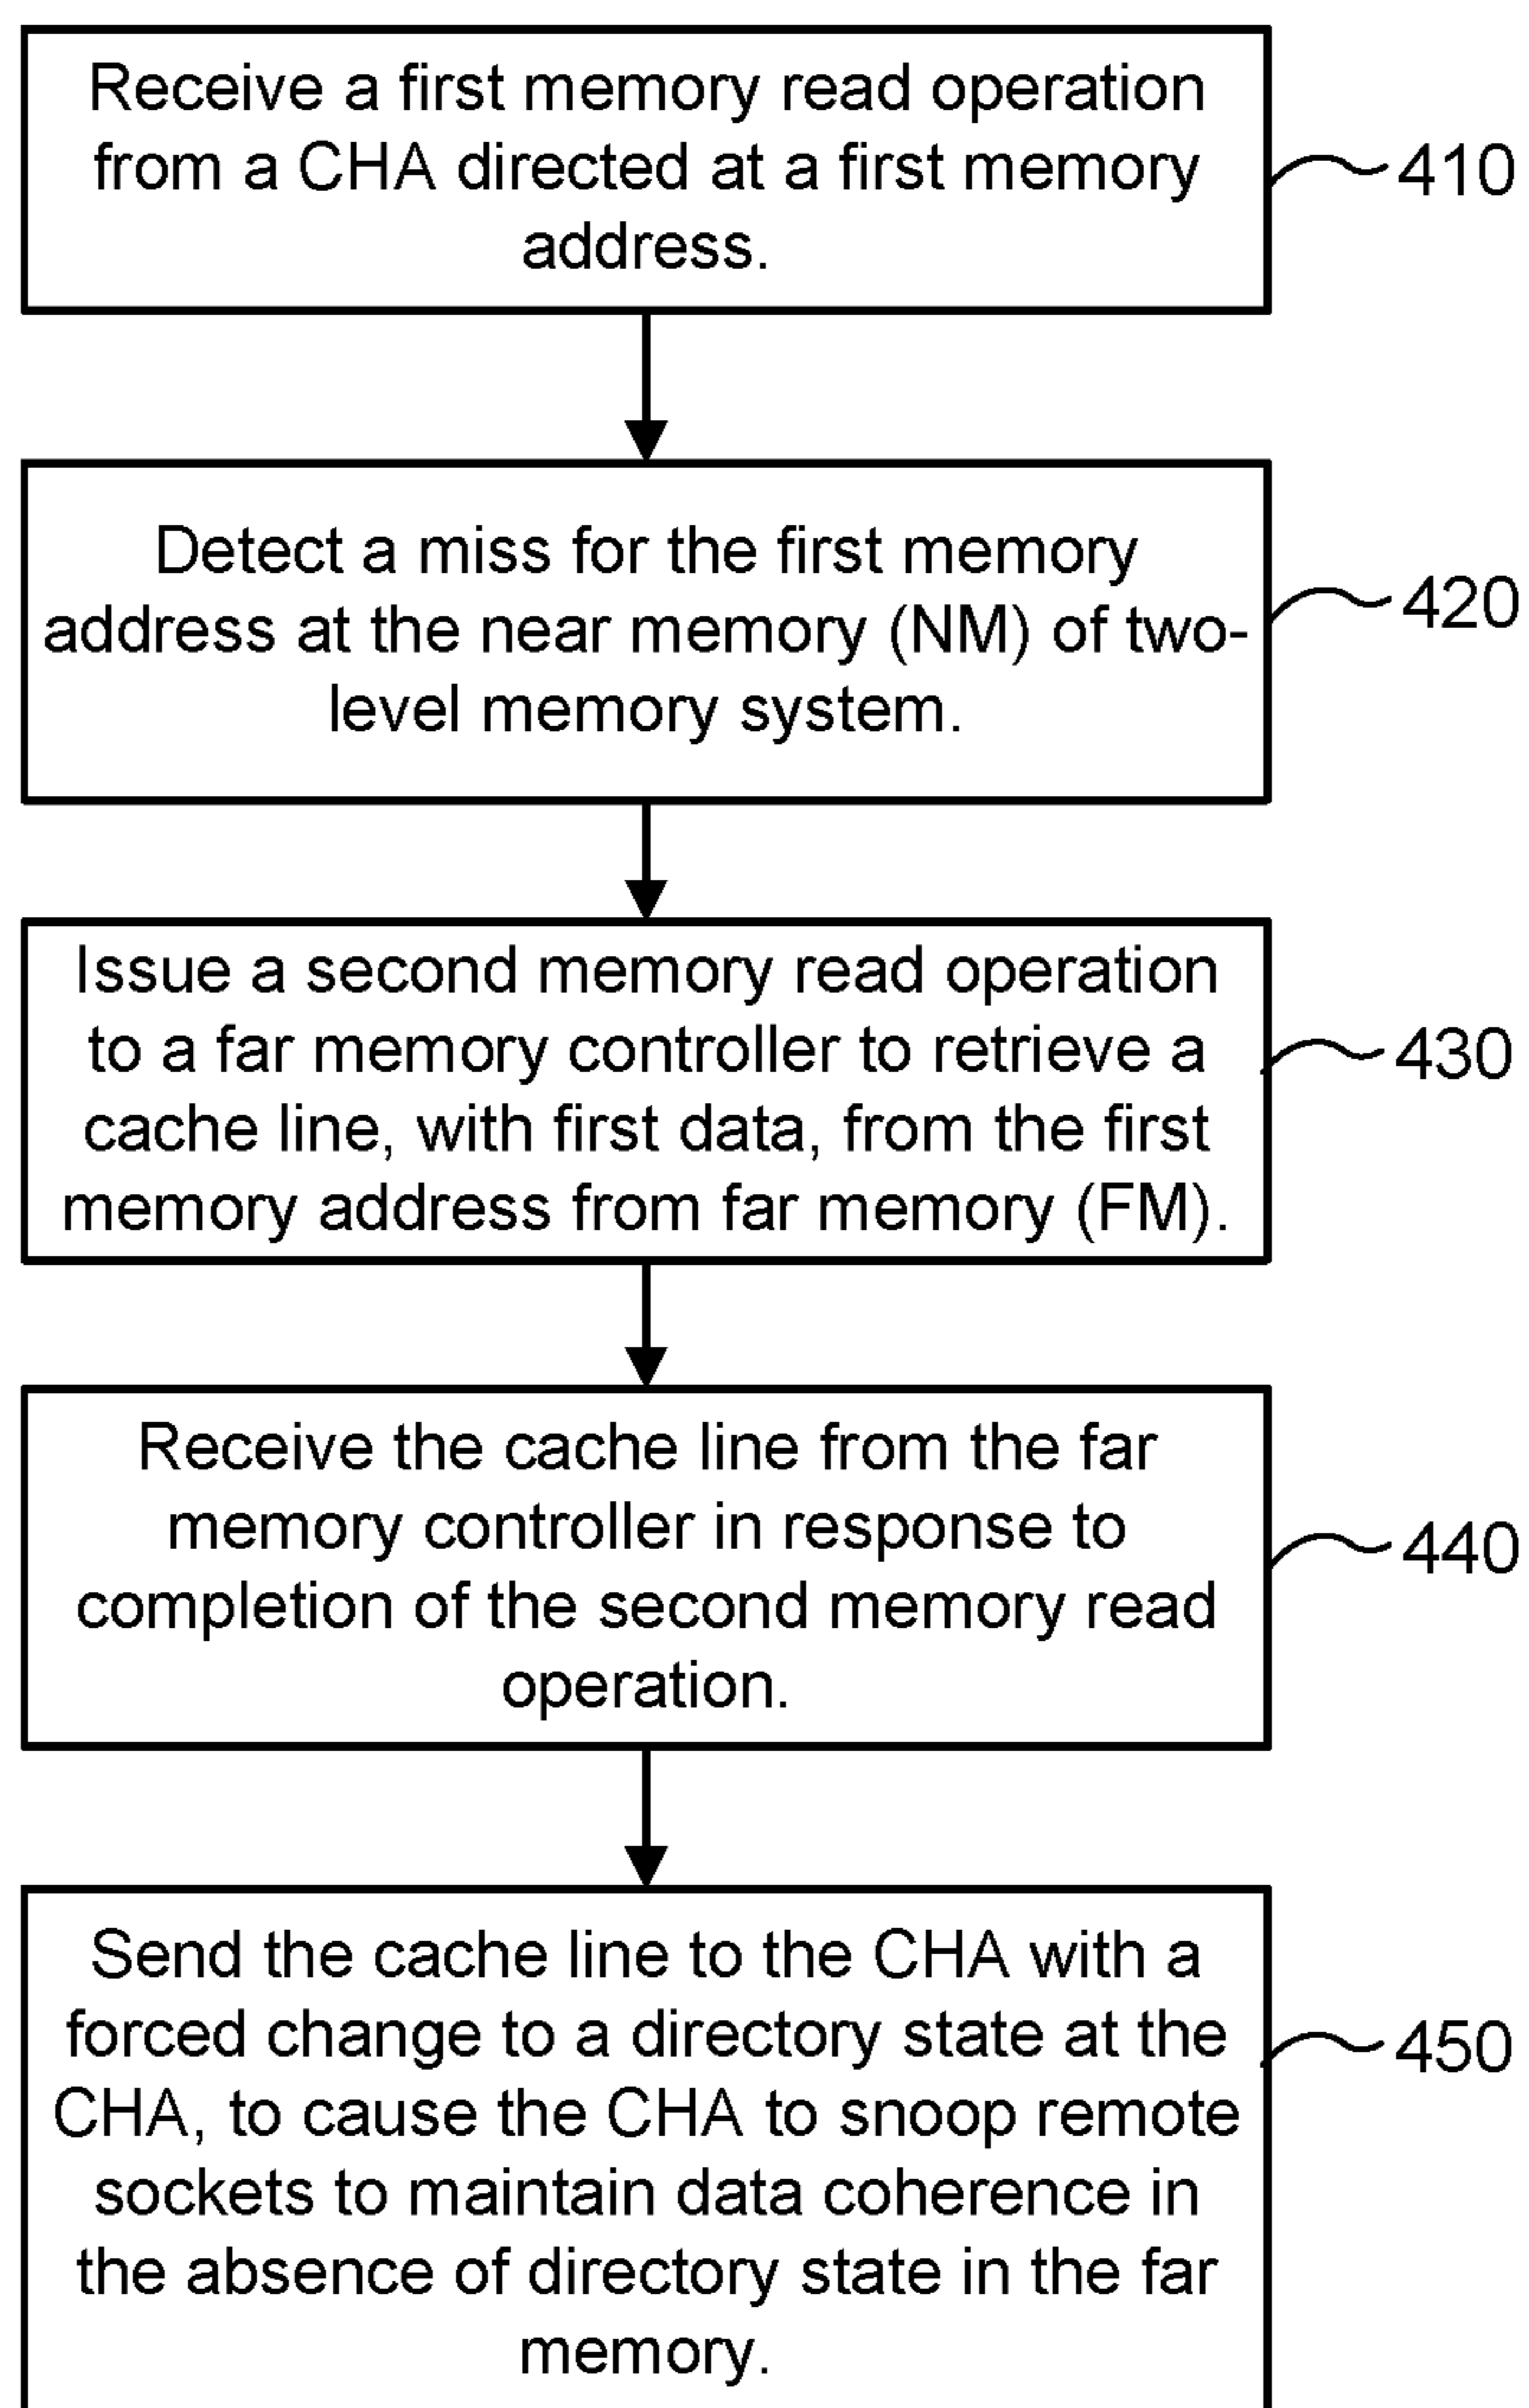 Receive a first memory read operation
from a CHA directed at a first memory
address.
410
Detect a miss for the first memory
address at the near memory (NM) of two-
level memory system.
420
Issue a second memory read operation
to a far memory controller to retrieve a
cache line, with first data, from the first
memory address from far memory (FM).
430
Receive the cache line from the far
memory controller in response to
completion of the second memory read
operation.
440
Send the cache line to the CHA with a
forced change to a directory state at the
CHA, to cause the CHA to snoop remote
sockets to maintain data coherence in
the absence of directory state in the far
memory.
450